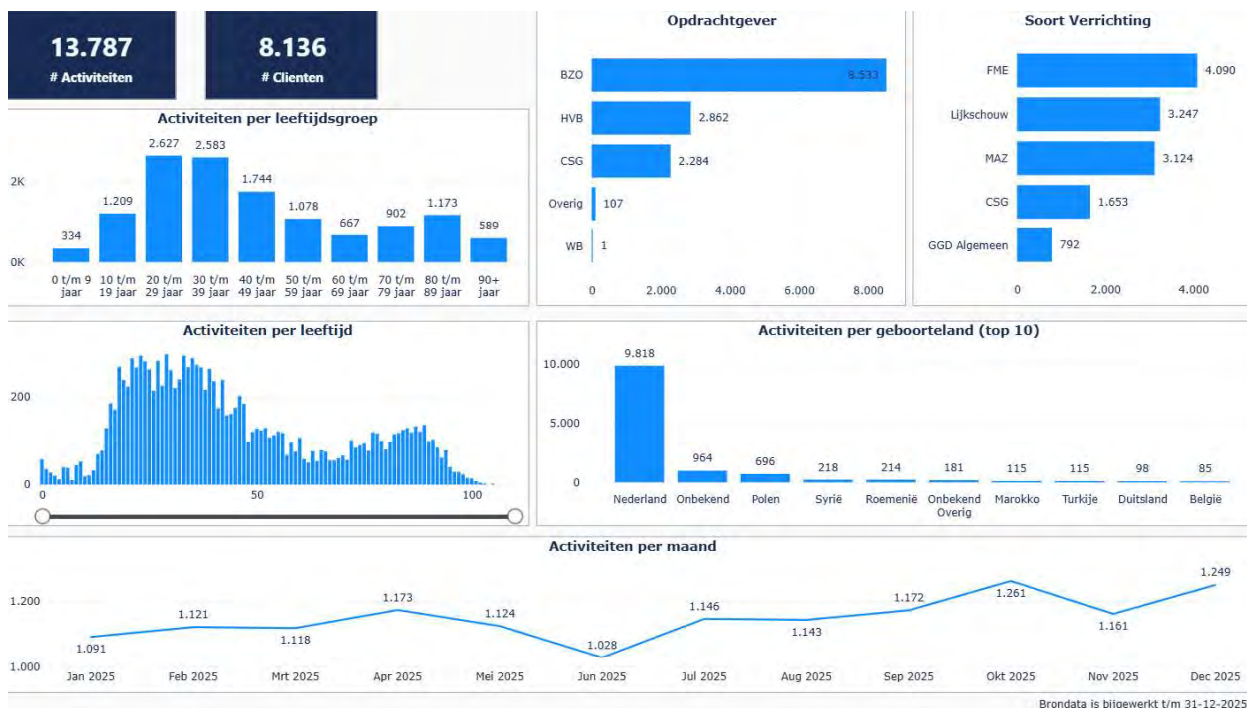 13.787
# Activiteiten
8.136
# Clienten
Opdrachtgever
BZO
8.533
HVB
2.862
CSG
2.284
Overig
107
WB
1
0
2.000
4.000
6.000
8.000
Soort Verrichting
FME
4.090
Lijkschouw
3.247
MAZ
3.124
CSG
1.653
GGD Algemeen
792
0
2.000
4.000
Activiteiten per leeftijdsgroep
2K
0K
334
1.209
2.627
2.583
1.744
1.078
667
902
1.173
589
0 t/m 9 jaar
10 t/m 19 jaar
20 t/m 29 jaar
30 t/m 39 jaar
40 t/m 49 jaar
50 t/m 59 jaar
60 t/m 69 jaar
70 t/m 79 jaar
80 t/m 89 jaar
90+ jaar
Activiteiten per leeftijd
200
0
0
50
100
Activiteiten per geboorteland (top 10)
10.000
5.000
0
9.818
964
696
218
214
181
115
115
98
85
Nederland
Onbekend
Polen
Syrië
Roemenië
Onbekend Overig
Marokko
Turkije
Duitsland
België
Activiteiten per maand
1.200
1.000
1.091
1.121
1.118
1.173
1.124
1.028
1.146
1.143
1.172
1.261
1.161
1.249
Jan 2025
Feb 2025
Mrt 2025
Apr 2025
Mei 2025
Jun 2025
Jul 2025
Aug 2025
Sep 2025
Okt 2025
Nov 2025
Dec 2025
Brondata is bijgewerkt t/m 31-12-2025